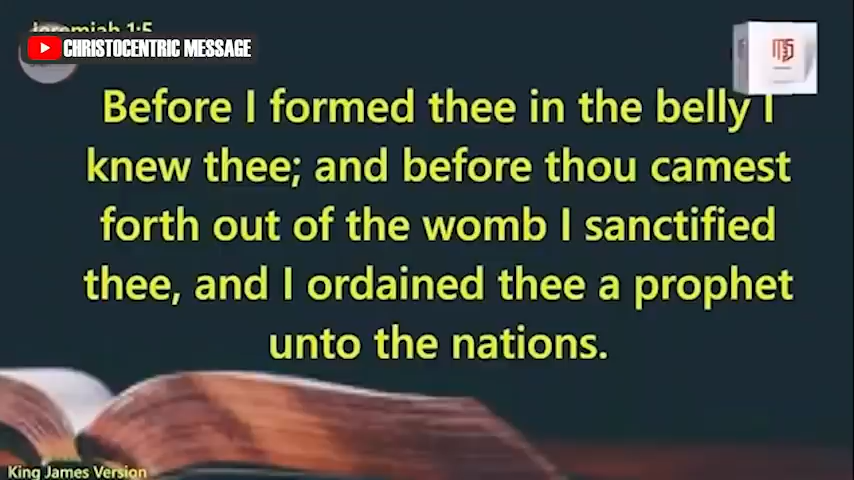 Jeremiah 1:5
CHRISTOCENTRIC MESSAGE
Before I formed thee in the belly I
knew thee; and before thou camest
forth out of the womb I sanctified
thee, and I ordained thee a prophet
unto the nations.
King James Version